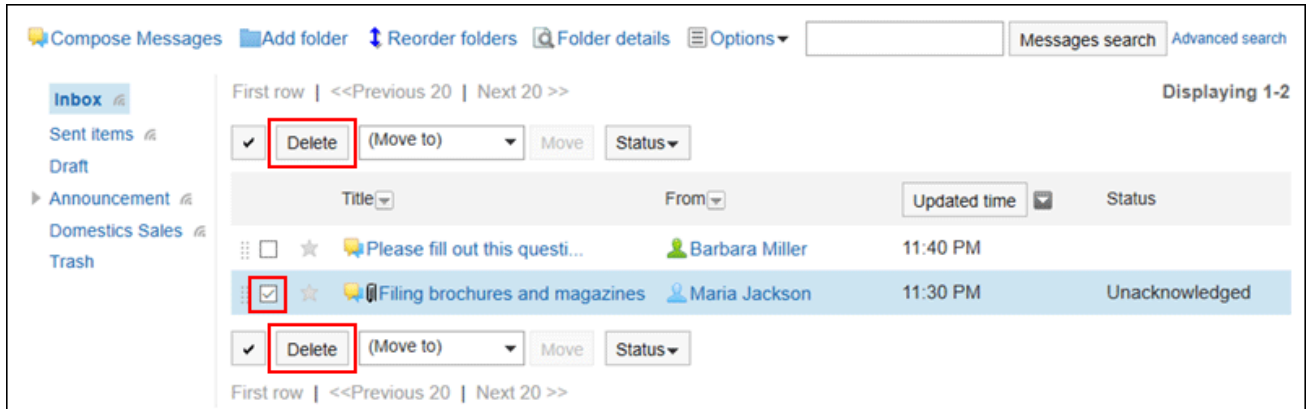 Compose Messages Add folder Reorder folders Folder details Options Messages search Advanced search
Inbox
Sent items
Draft
Announcement
Domestics Sales
Trash
First row | <<Previous 20 | Next 20 >> Displaying 1-2
Delete (Move to) Move Status
Title From Updated time Status
Please fill out this questi... Barbara Miller 11:40 PM
Filing brochures and magazines Maria Jackson 11:30 PM Unacknowledged
Delete (Move to) Move Status
First row | <<Previous 20 | Next 20 >>